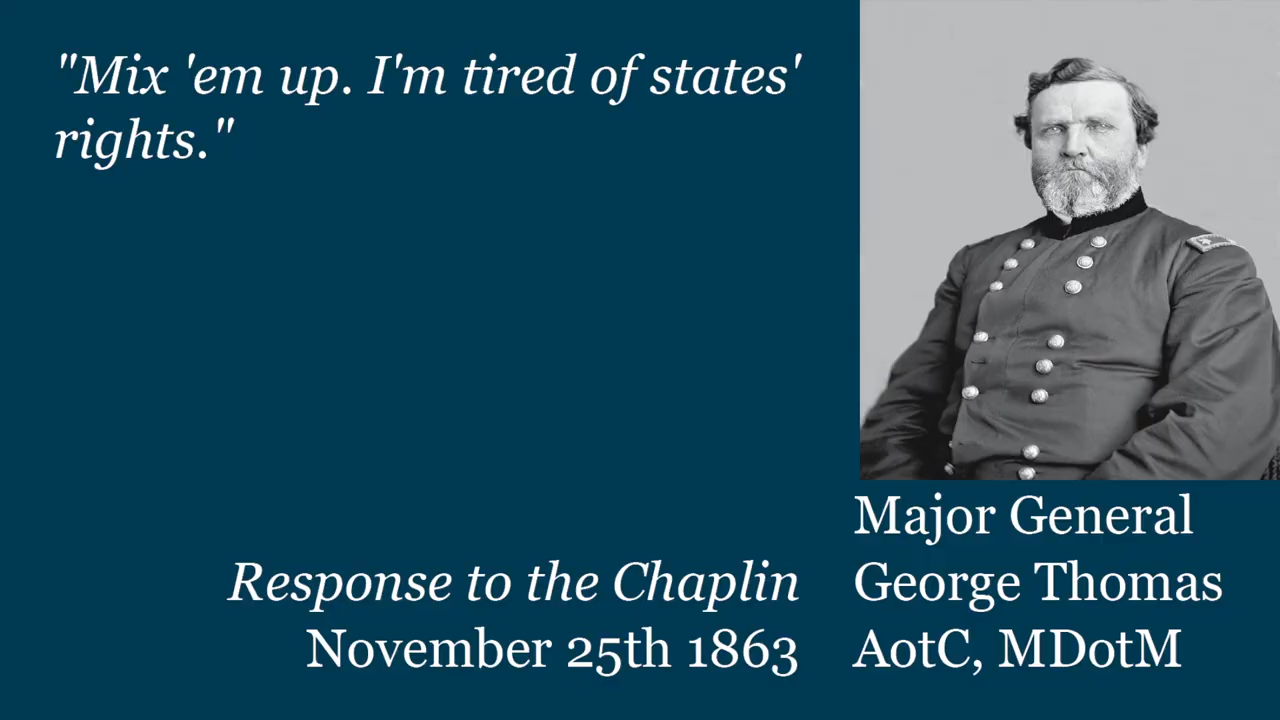 "Mix 'em up. I'm tired of states'
rights."
Response to the Chaplin
November 25th 1863
Major General
George Thomas
AotC, MDotM